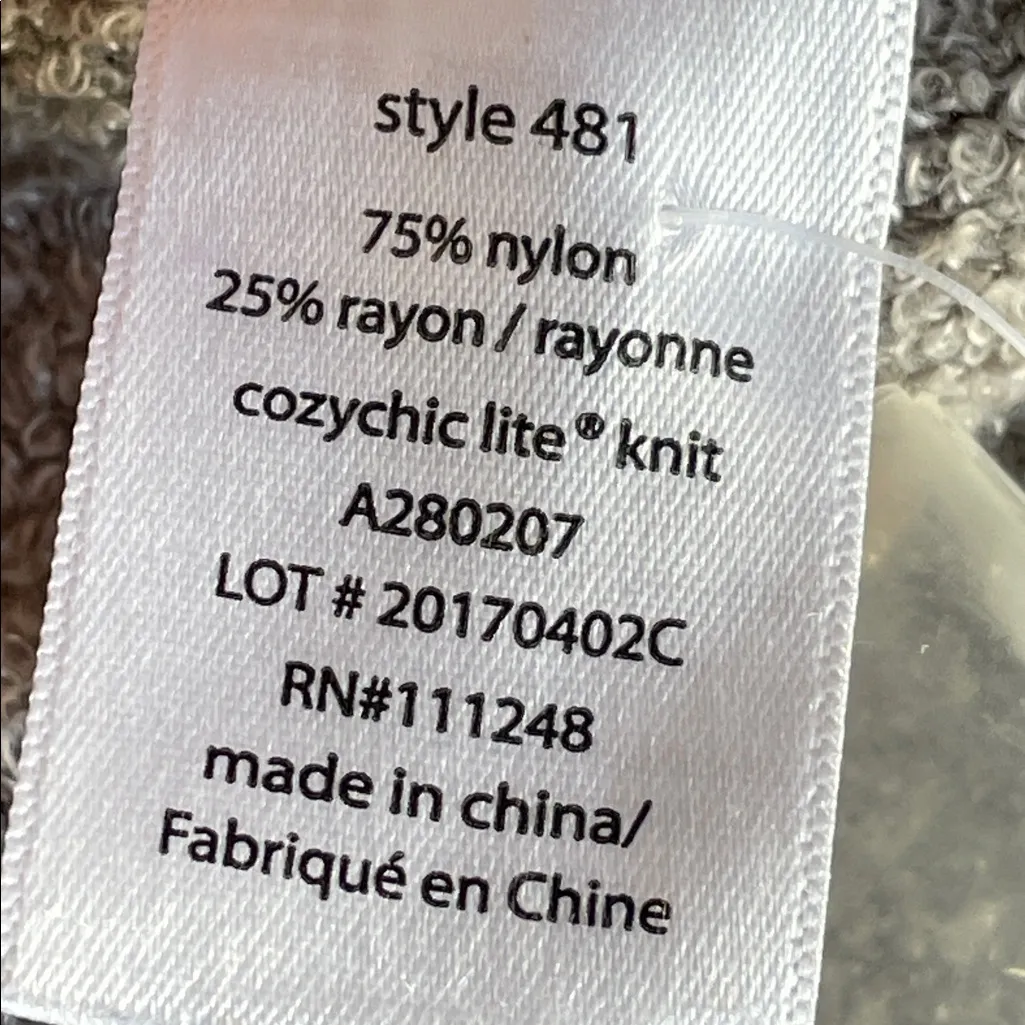 style 481
75% nylon
25% rayon / rayonne
cozychic lite® knit
A280207
LOT # 20170402C
RN#111248
made in china/
Fabriqué en Chine